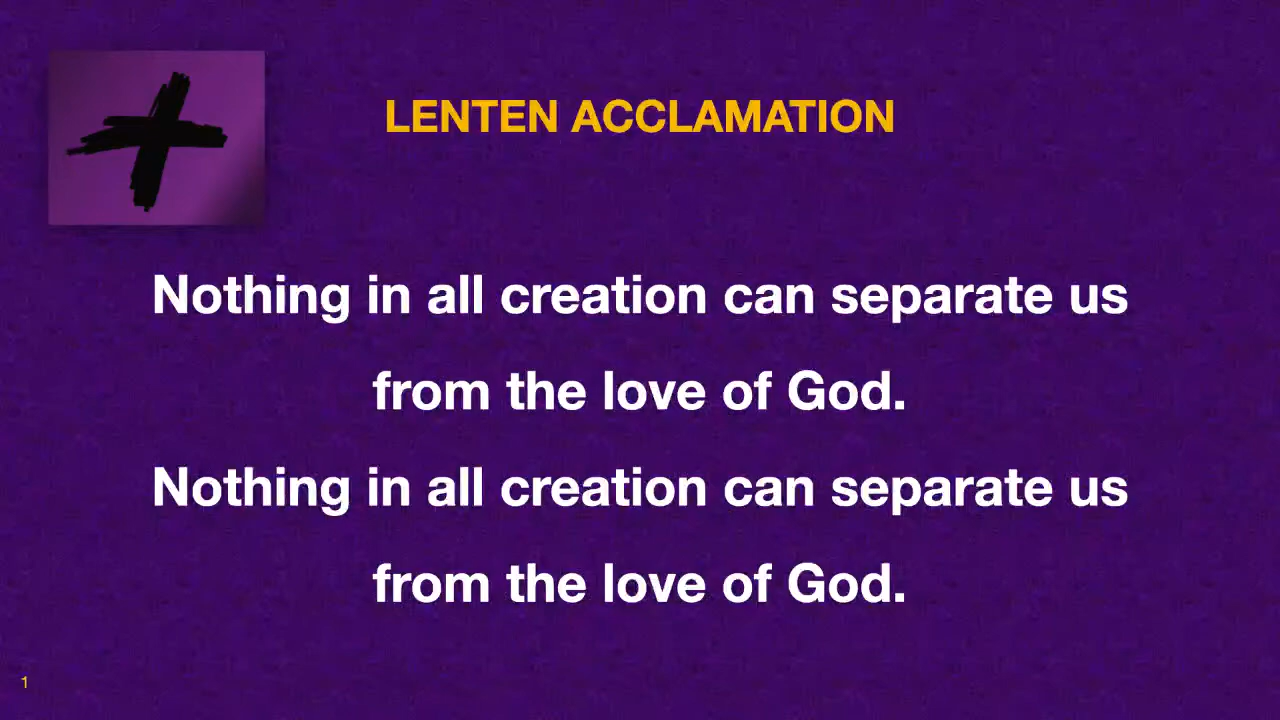 LENTEN ACCLAMATION
Nothing in all creation can separate us
from the love of God.
Nothing in all creation can separate us
from the love of God.
1